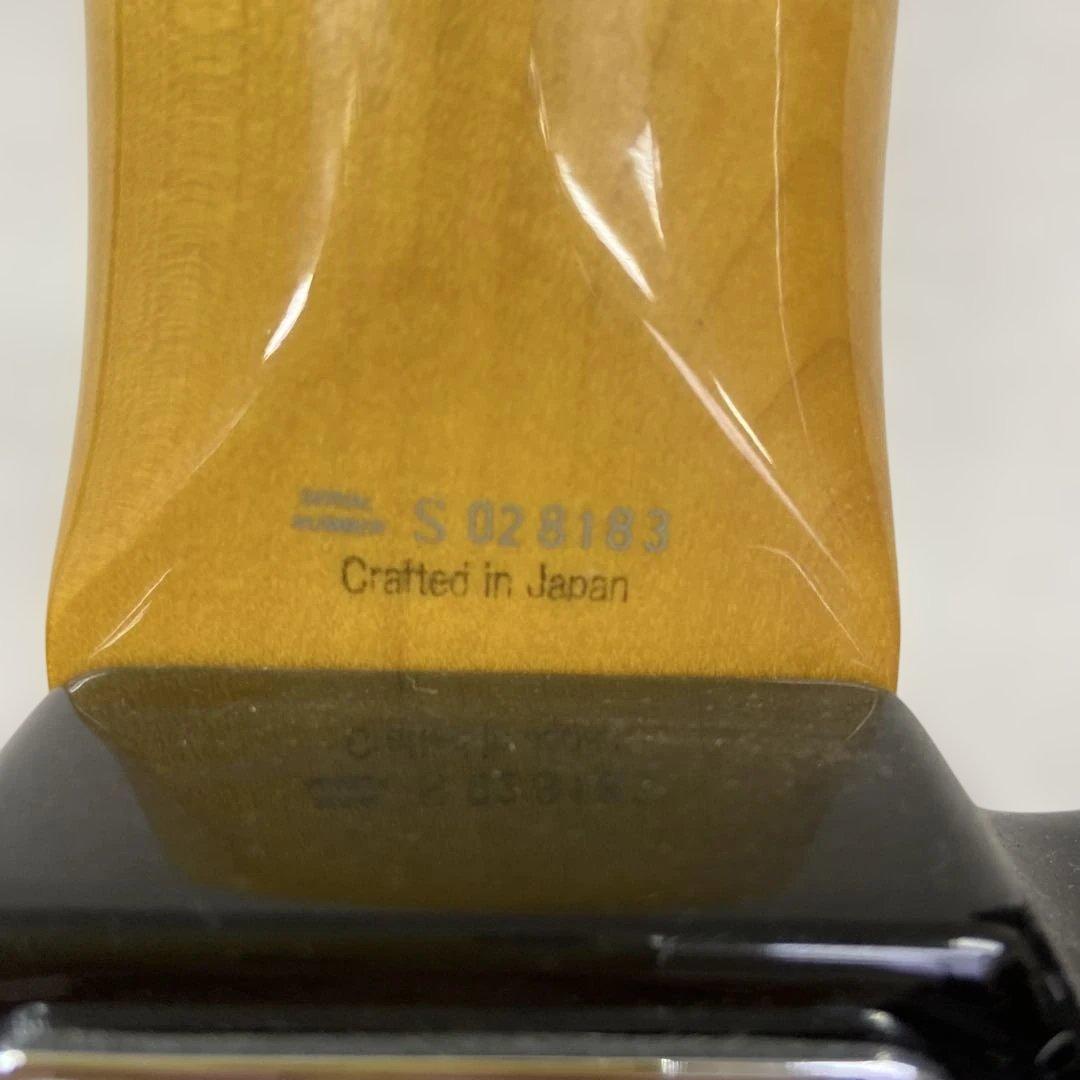 SERIAL
NUMBER
S 028183
Crafted in Japan